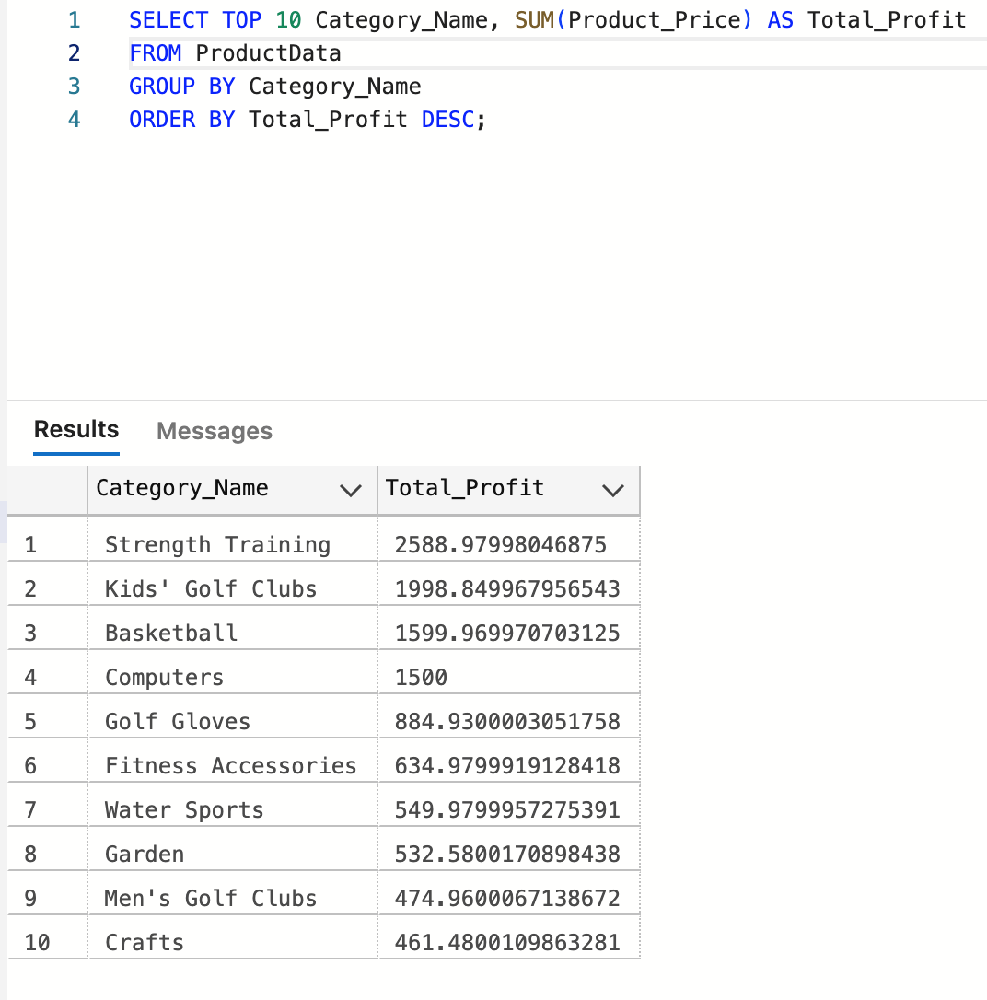 1 SELECT TOP 10 Category_Name, SUM(Product_Price) AS Total_Profit
2 FROM ProductData
3 GROUP BY Category_Name
4 ORDER BY Total_Profit DESC;
Results Messages
Category_Name Total_Profit
1 Strength Training 2588.97998046875
2 Kids' Golf Clubs 1998.849967956543
3 Basketball 1599.969970703125
4 Computers 1500
5 Golf Gloves 884.9300003051758
6 Fitness Accessories 634.9799919128418
7 Water Sports 549.9799957275391
8 Garden 532.5800170898438
9 Men's Golf Clubs 474.9600067138672
10 Crafts 461.4800109863281